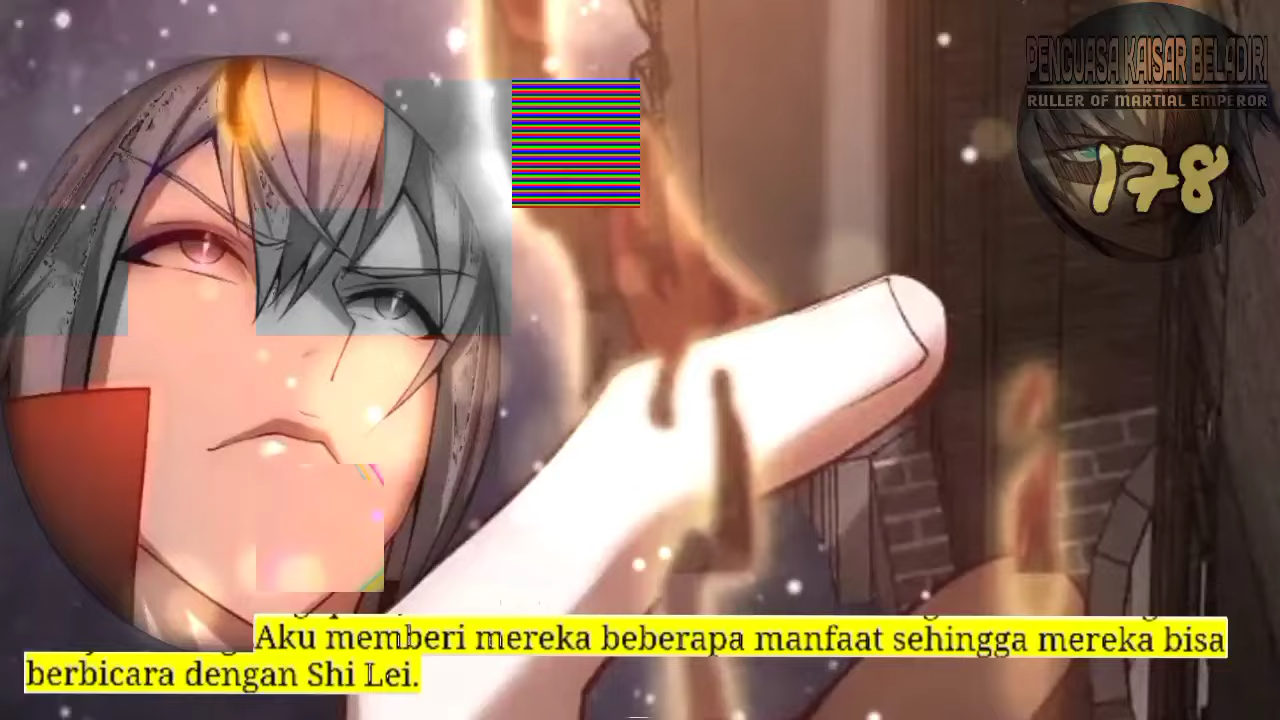 PENGUASA KAISAR BELADIRI
RULLER OF MARTIAL EMPEROR
178
Aku memberi mereka beberapa manfaat sehingga mereka bisa
berbicara dengan Shi Lei.